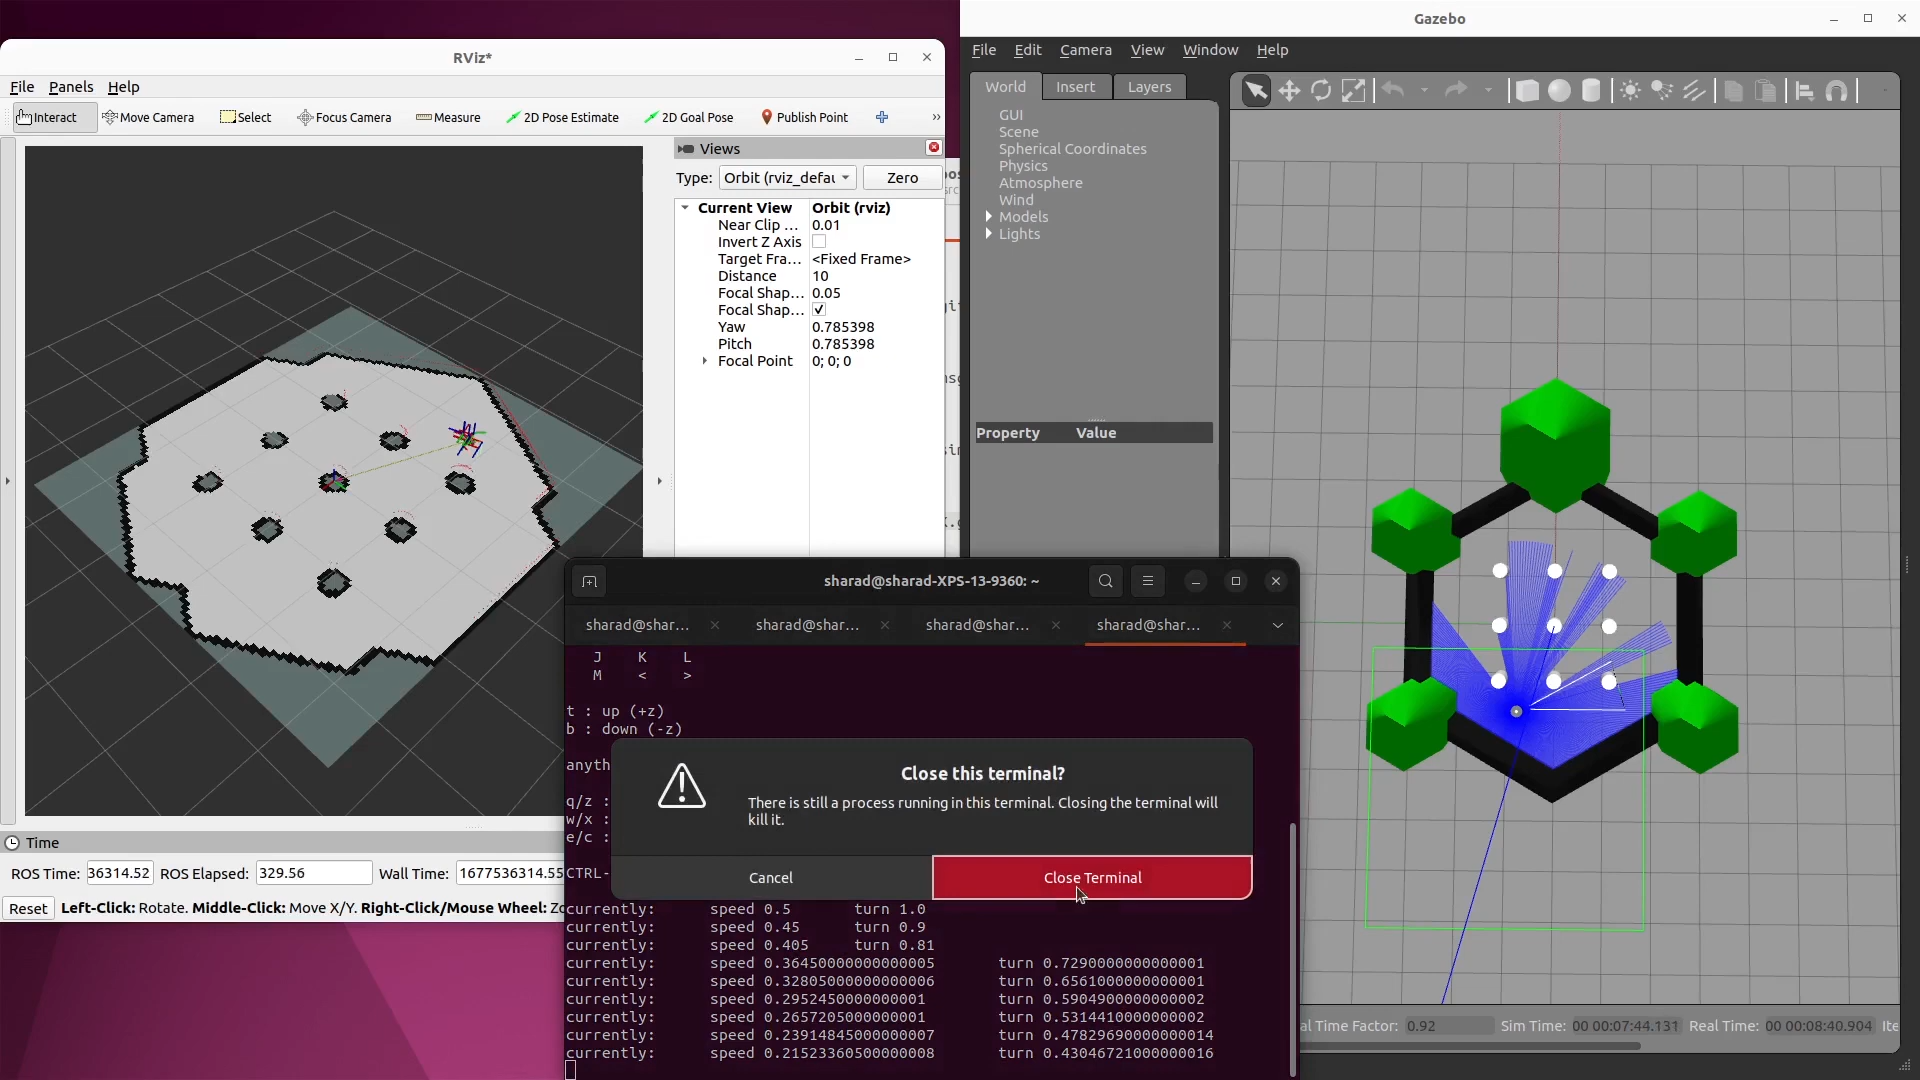 RViz*
File Panels Help
Interact Move Camera Select Focus Camera Measure 2D Pose Estimate 2D Goal Pose Publish Point »
Views
Type: Orbit (rviz_defau Zero
Current View Orbit (rviz)
Near Clip ... 0.01
Invert Z Axis
Target Fra... <Fixed Frame>
Distance 10
Focal Shap... 0.05
Focal Shap... ✓
Yaw 0.785398
Pitch 0.785398
Focal Point 0; 0; 0
Time
ROS Time: 36314.52 ROS Elapsed: 329.56 Wall Time: 1677536314.55
Reset Left-Click: Rotate. Middle-Click: Move X/Y. Right-Click/Mouse Wheel: Zo
Gazebo
File Edit Camera View Window Help
World Insert Layers
GUI
Scene
Spherical Coordinates
Physics
Atmosphere
Wind
Models
Lights
Property Value
al Time Factor: 0.92 Sim Time: 00 00:07:44.131 Real Time: 00 00:08:40.904 Ite
sharad@sharad-XPS-13-9360: ~
sharad@shar... sharad@shar... sharad@shar... sharad@shar...
J K L
M < >
t : up (+z)
b : down (-z)
anyth
q/z :
w/x :
e/c :
CTRL-
Close this terminal?
There is still a process running in this terminal. Closing the terminal will
kill it.
Cancel Close Terminal
currently: speed 0.5 turn 1.0
currently: speed 0.45 turn 0.9
currently: speed 0.405 turn 0.81
currently: speed 0.36450000000000005 turn 0.7290000000000001
currently: speed 0.32805000000000006 turn 0.6561000000000001
currently: speed 0.2952450000000001 turn 0.5904900000000002
currently: speed 0.2657205000000001 turn 0.5314410000000002
currently: speed 0.23914845000000007 turn 0.47829690000000014
currently: speed 0.21523360500000008 turn 0.43046721000000016